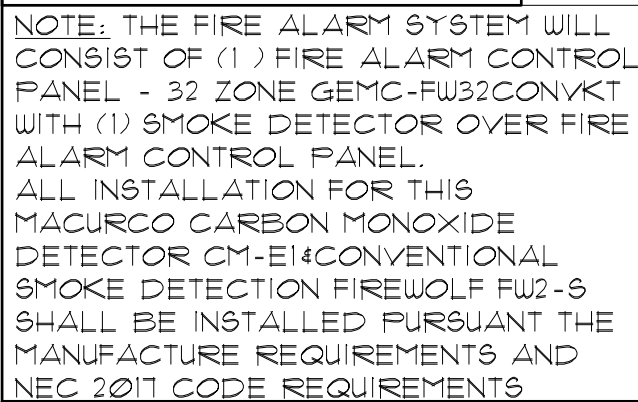 NOTE: THE FIRE ALARM SYSTEM WILL
CONSIST OF (1 ) FIRE ALARM CONTROL
PANEL - 32 ZONE GEMC-FW32CONVKT
WITH (1) SMOKE DETECTOR OVER FIRE
ALARM CONTROL PANEL.
ALL INSTALLATION FOR THIS
MACURCO CARBON MONOXIDE
DETECTOR CM-E1&CONVENTIONAL
SMOKE DETECTION FIREWOLF FW2-S
SHALL BE INSTALLED PURSUANT THE
MANUFACTURE REQUIREMENTS AND
NEC 2017 CODE REQUIREMENTS